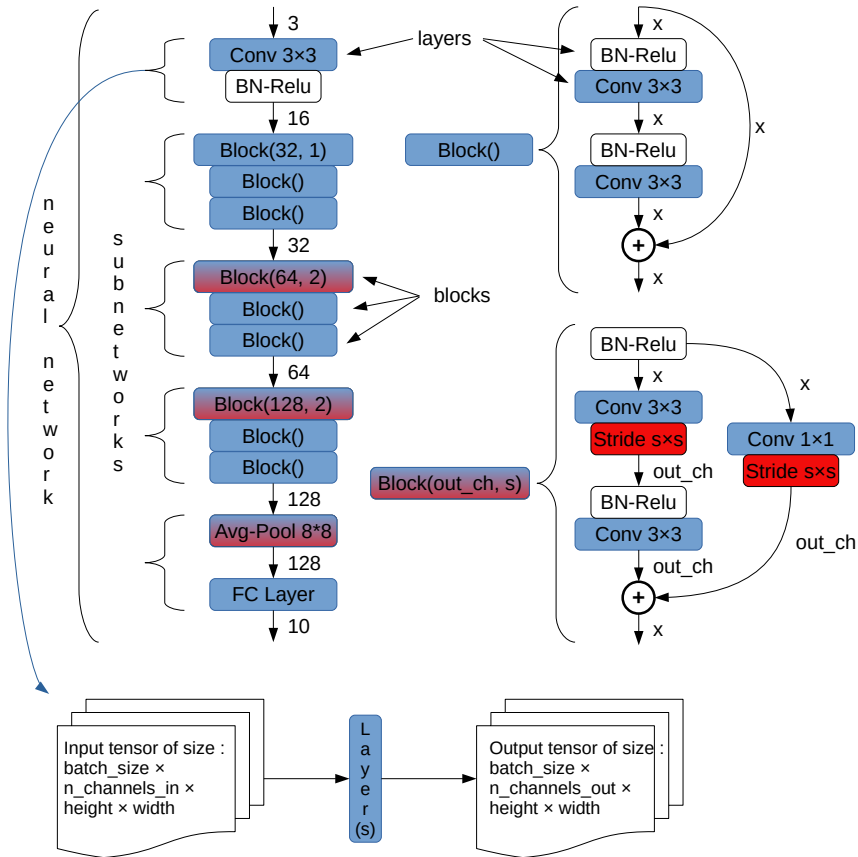 neural network
subnetworks
3
Conv 3×3
BN-Relu
16
Block(32, 1)
Block()
Block()
32
Block(64, 2)
Block()
Block()
64
Block(128, 2)
Block()
Block()
128
Avg-Pool 8*8
128
FC Layer
10
layers
blocks
Block()
x
BN-Relu
Conv 3×3
x
x
BN-Relu
Conv 3×3
x
+
x
Block(out_ch, s)
BN-Relu
x
x
Conv 3×3
Stride s×s
Conv 1×1
Stride s×s
out_ch
BN-Relu
Conv 3×3
out_ch
out_ch
+
x
Input tensor of size :
batch_size ×
n_channels_in ×
height × width
Layer(s)
Output tensor of size :
batch_size ×
n_channels_out ×
height × width